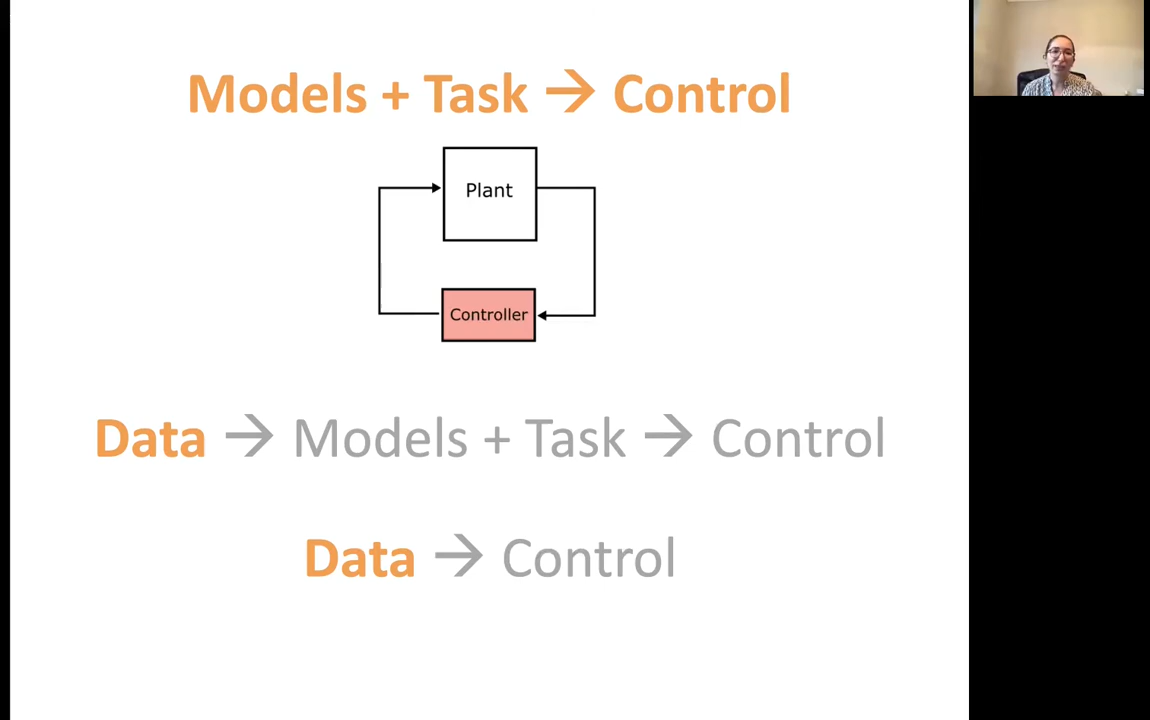 Models + Task → Control
Plant
Controller
Data → Models + Task → Control
Data → Control